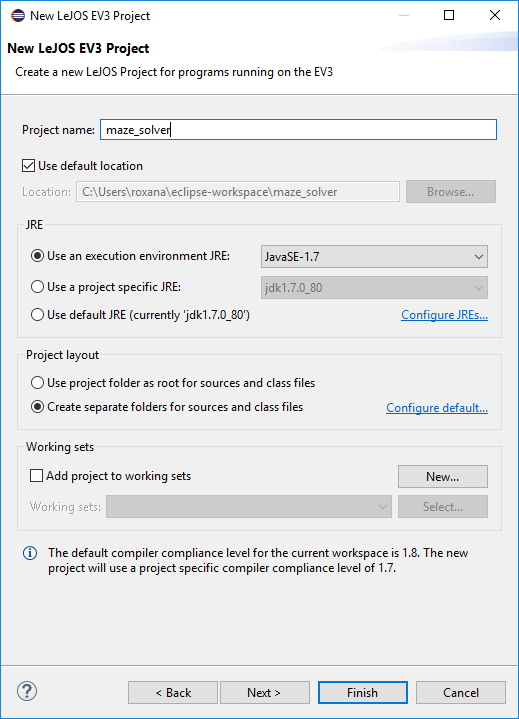 New LeJOS EV3 Project
New LeJOS EV3 Project
Create a new LeJOS Project for programs running on the EV3
Project name: maze_solver
Use default location
Location: C:\Users\roxana\eclipse-workspace\maze_solver Browse...
JRE
Use an execution environment JRE: JavaSE-1.7
Use a project specific JRE: jdk1.7.0_80
Use default JRE (currently 'jdk1.7.0_80') Configure JREs...
Project layout
Use project folder as root for sources and class files
Create separate folders for sources and class files Configure default...
Working sets
Add project to working sets New...
Working sets: Select...
The default compiler compliance level for the current workspace is 1.8. The new
project will use a project specific compiler compliance level of 1.7.
? < Back Next > Finish Cancel